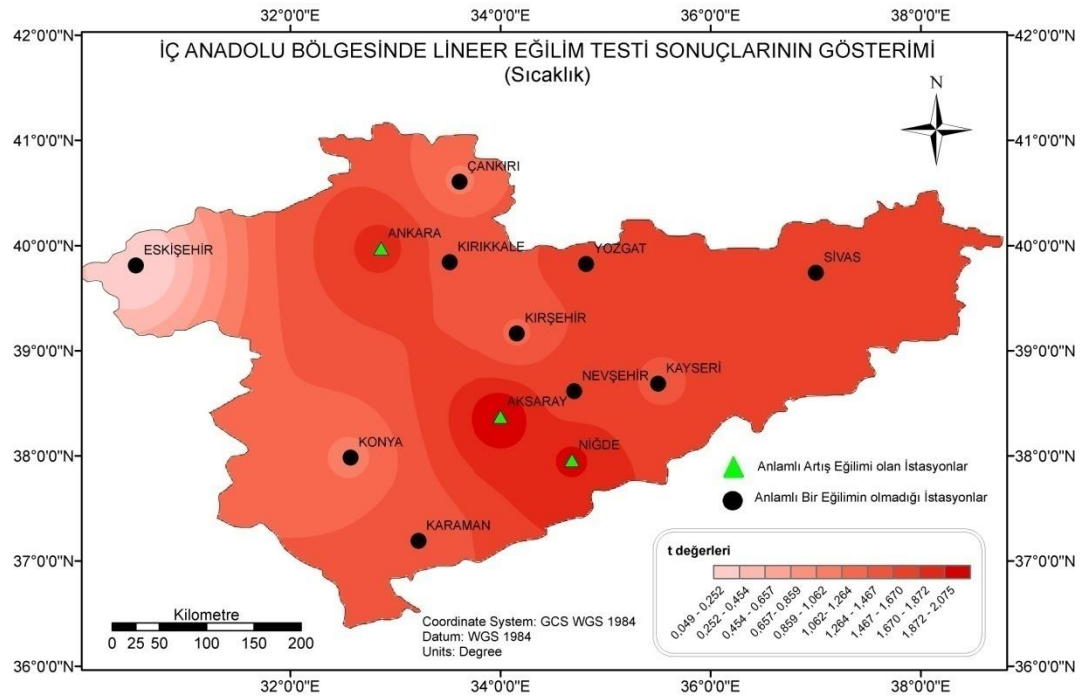 32°0'0"E 34°0'0"E 36°0'0"E 38°0'0"E
42°0'0"N 42°0'0"N
İÇ ANADOLU BÖLGESİNDE LİNEER EĞİLİM TESTİ SONUÇLARININ GÖSTERİMİ
(Sıcaklık)
N
41°0'0"N 41°0'0"N
ÇANKIRI
ANKARA
40°0'0"N 40°0'0"N
ESKİŞEHİR
KIRIKKALE
YOZGAT
SİVAS
KIRŞEHİR
39°0'0"N 39°0'0"N
NEVŞEHİR
KAYSERİ
AKSARAY
KONYA
NİĞDE
38°0'0"N 38°0'0"N
Anlamlı Artış Eğilimi olan İstasyonlar
Anlamlı Bir Eğilimin olmadığı İstasyonlar
KARAMAN
37°0'0"N 37°0'0"N
t değerleri
0,049 - 0,252
0,252 - 0,454
0,454 - 0,657
0,657- 0,859
0,859 - 1,062
1,062 - 1,264
1,264 - 1,467
1,467 - 1,670
1,670 - 1,872
1,872 - 2,075
Kilometre
0 25 50 100 150 200
Coordinate System: GCS WGS 1984
Datum: WGS 1984
Units: Degree
36°0'0"N 36°0'0"N
32°0'0"E 34°0'0"E 36°0'0"E 38°0'0"E